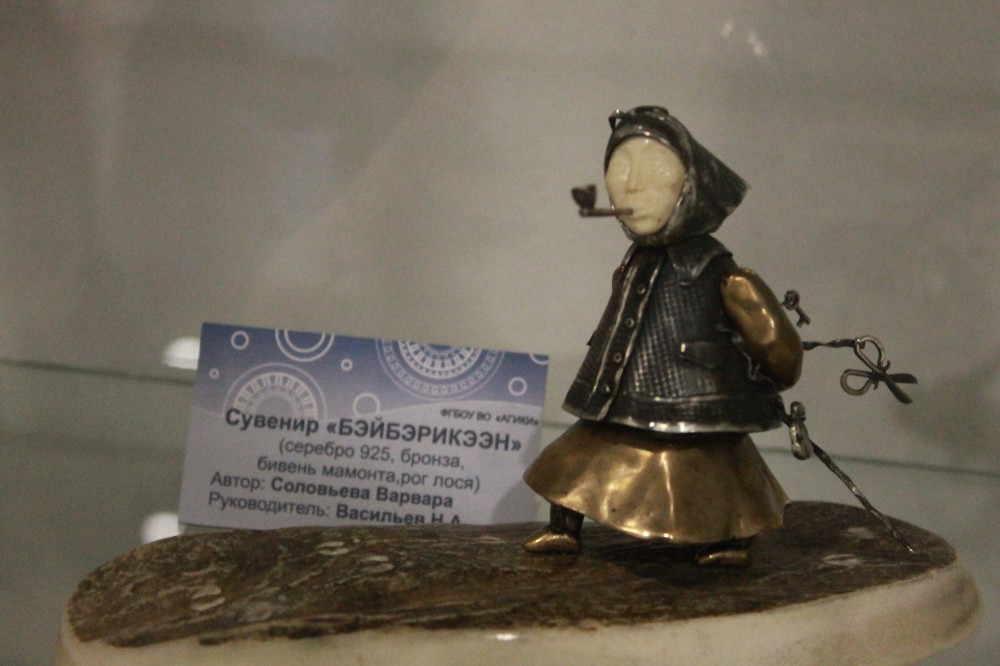 ФГБОУ ВО «АГИКИ»
Сувенир «БЭЙБЭРИКЭЭН»
(серебро 925, бронза,
бивень мамонта,рог лося)
Автор: Соловьева Варвара
Руководитель: Васильев Н.А